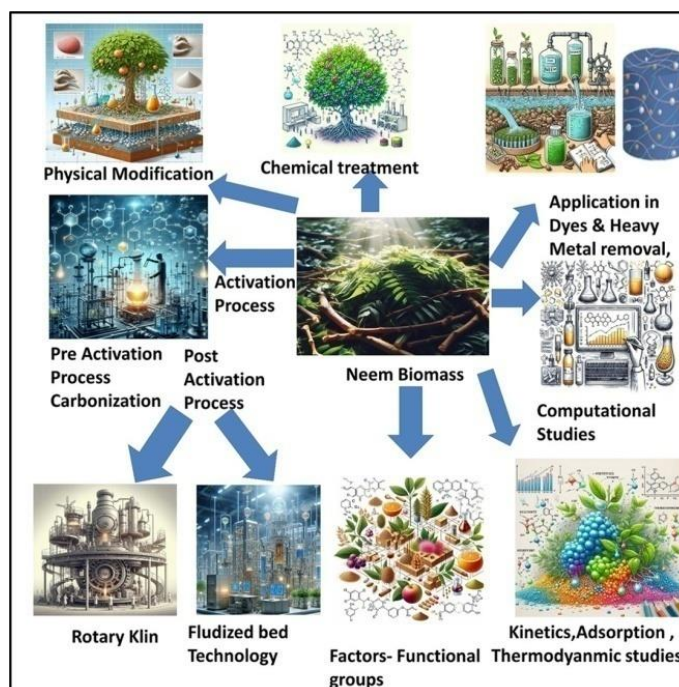 Physical Modification
Chemical treatment
Application in
Dyes & Heavy
Metal removal,
Activation
Process
Neem Biomass
Computational
Studies
Pre Activation
Process
Carbonization
Post
Activation
Process
Rotary Klin
Fludized bed
Technology
Factors- Functional
groups
Kinetics,Adsorption ,
Thermodyanmic studies